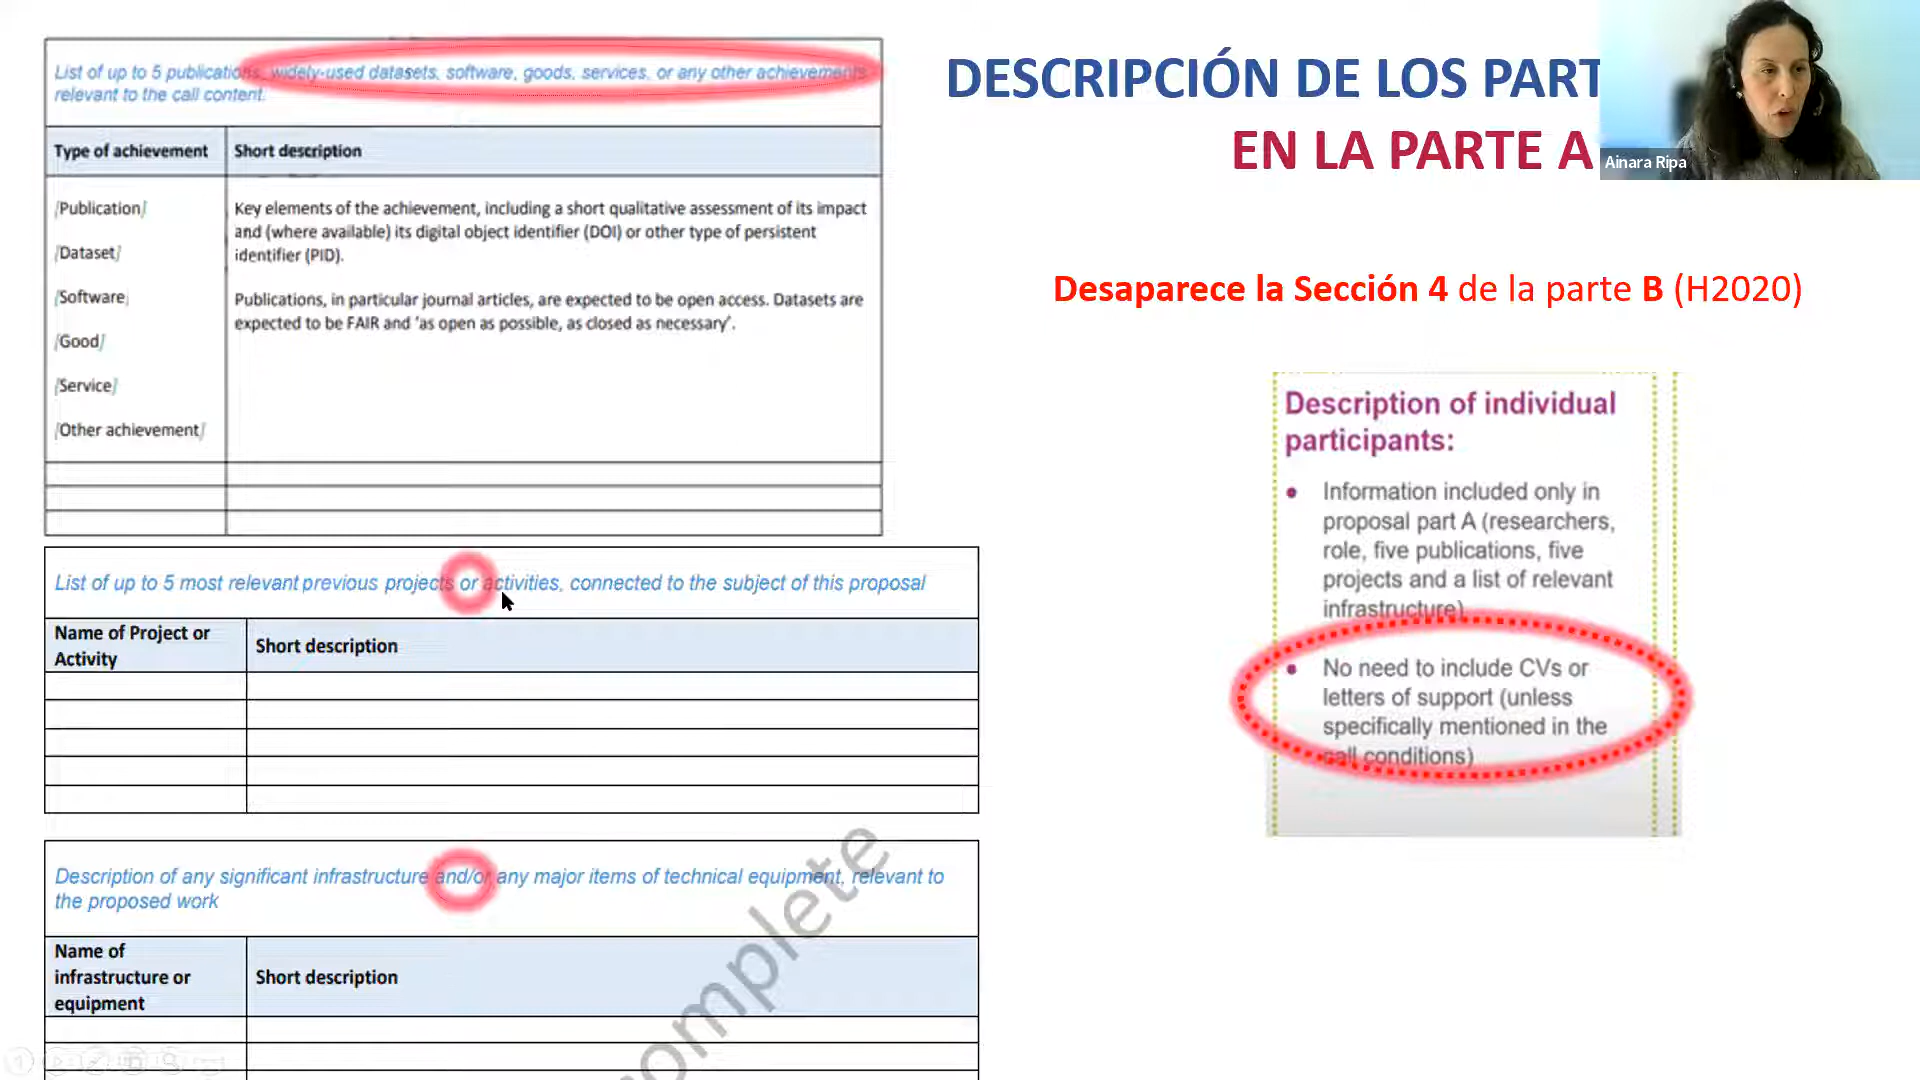 List of up to 5 publications, widely-used datasets, software, goods, services, or any other achievements
relevant to the call content.
Type of achievement
Short description
[Publication]
[Dataset]
[Software]
[Good]
[Service]
[Other achievement]
Key elements of the achievement, including a short qualitative assessment of its impact
and (where available) its digital object identifier (DOI) or other type of persistent
identifier (PID).
Publications, in particular journal articles, are expected to be open access. Datasets are
expected to be FAIR and ‘as open as possible, as closed as necessary’.
List of up to 5 most relevant previous projects or activities, connected to the subject of this proposal
Name of Project or
Activity
Short description
Description of any significant infrastructure and/or any major items of technical equipment, relevant to
the proposed work
Name of
infrastructure or
equipment
Short description
omplete
DESCRIPCIÓN DE LOS PART
EN LA PARTE A
Ainara Ripa
Desaparece la Sección 4 de la parte B (H2020)
Description of individual
participants:
• Information included only in
proposal part A (researchers,
role, five publications, five
projects and a list of relevant
infrastructure)
• No need to include CVs or
letters of support (unless
specifically mentioned in the
call conditions)